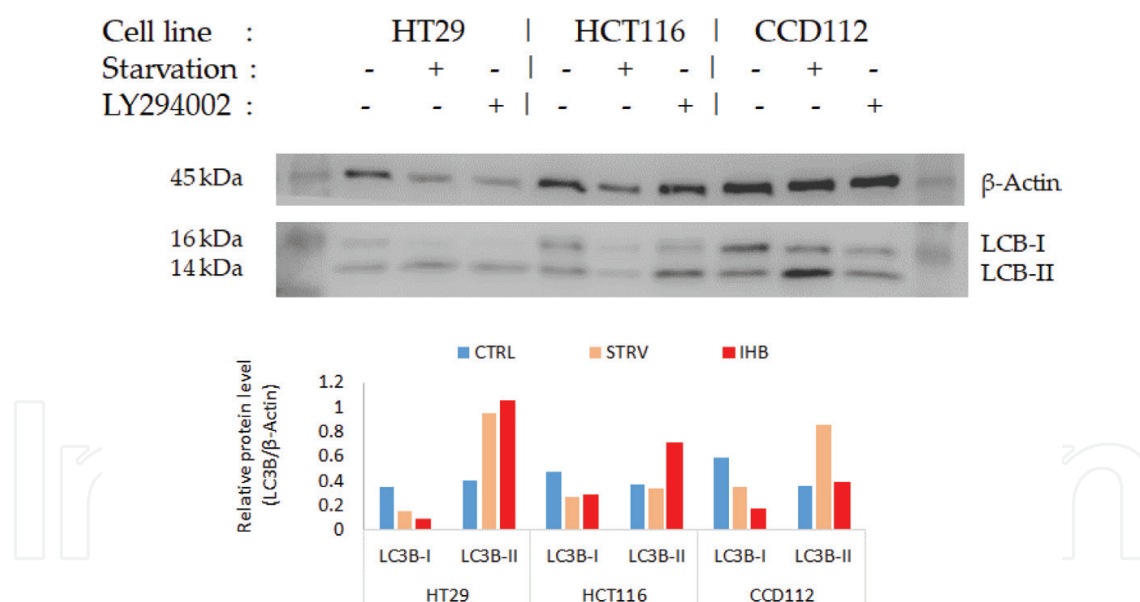 Cell line : HT29 | HCT116 | CCD112
Starvation : - + - | - + - | - + -
LY294002 : - - + | - - + | - - +
45 kDa β-Actin
16 kDa LCB-I
14 kDa LCB-II
CTRL STRV IHB
Relative protein level
(LC3B/β-Actin)
1.2
1
0.8
0.6
0.4
0.2
0
LC3B-I LC3B-II LC3B-I LC3B-II LC3B-I LC3B-II
HT29 HCT116 CCD112